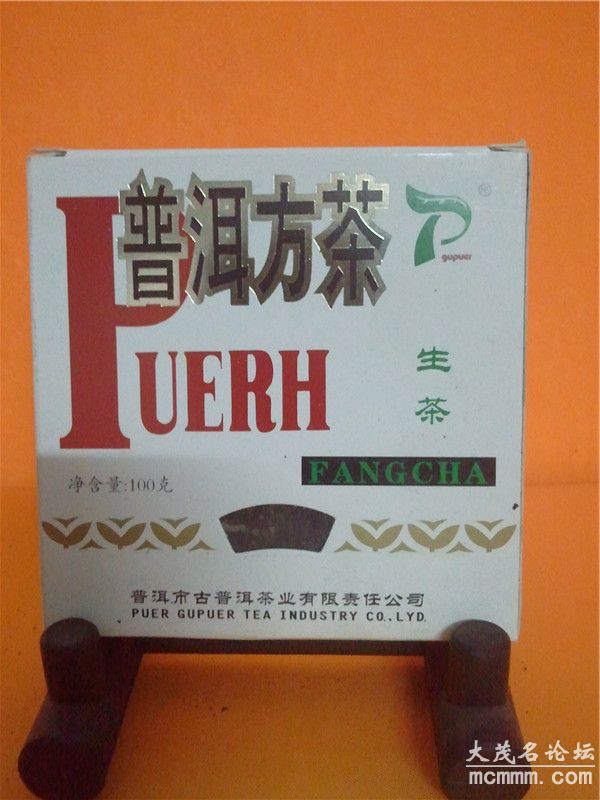 普洱方茶
®
gupuer
PUERH
生
茶
FANGCHA
净含量:100克
普洱市古普洱茶业有限责任公司
PUER GUPUER TEA INDUSTRY CO.,LYD.
大茂名论坛
mcmmm.com